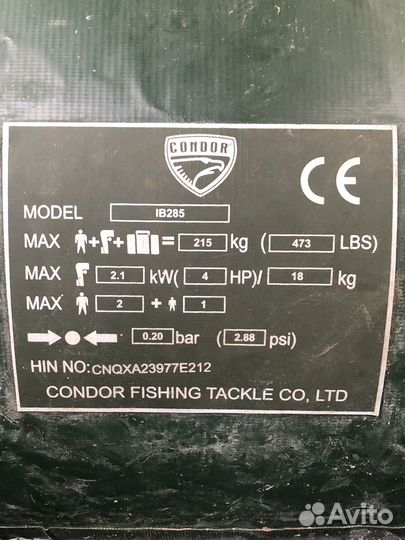 CONDOR
CE
MODEL IB285
MAX + + = 215 kg ( 473 LBS)
MAX 2.1 kW( 4 HP)/ 18 kg
MAX 2 + 1
0.20 bar ( 2.88 psi)
HIN NO: CNQXA23977E212
CONDOR FISHING TACKLE CO, LTD
Avito